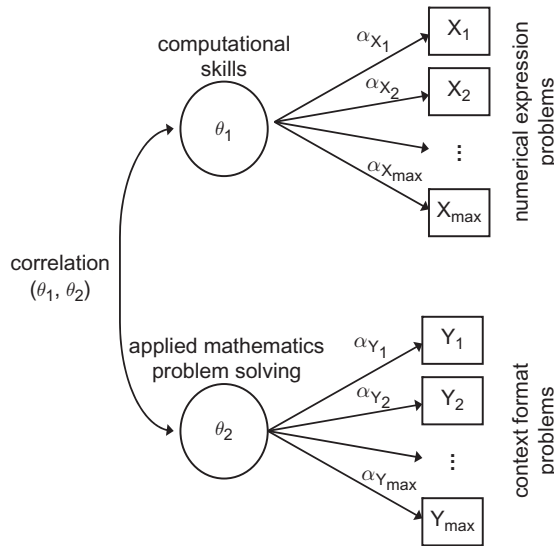 computational
skills
θ1
αX1
αX2
αXmax
X1
X2
...
Xmax
numerical expression
problems
correlation
(θ1, θ2)
applied mathematics
problem solving
θ2
αY1
αY2
αYmax
Y1
Y2
...
Ymax
context format
problems